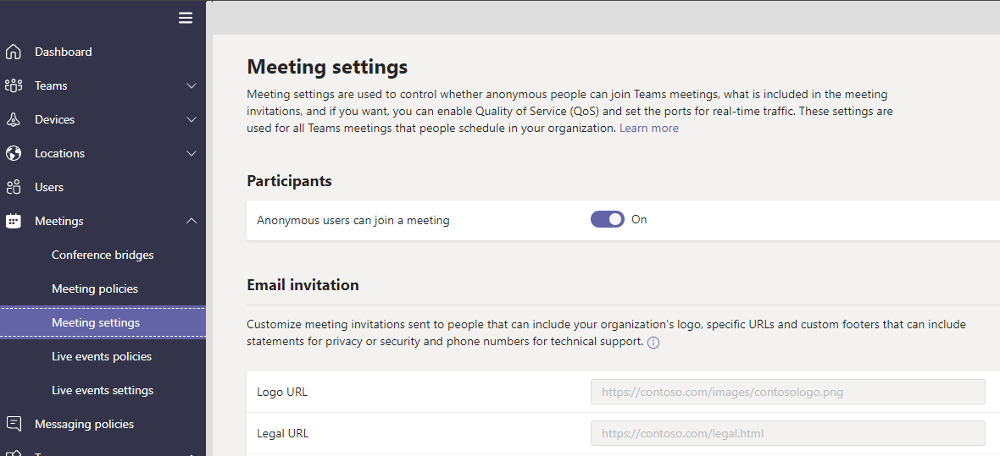 Dashboard
Teams
Devices
Locations
Users
Meetings
Conference bridges
Meeting policies
Meeting settings
Live events policies
Live events settings
Messaging policies
Meeting settings
Meeting settings are used to control whether anonymous people can join Teams meetings, what is included in the meeting
invitations, and if you want, you can enable Quality of Service (QoS) and set the ports for real-time traffic. These settings are
used for all Teams meetings that people schedule in your organization. Learn more
Participants
Anonymous users can join a meeting On
Email invitation
Customize meeting invitations sent to people that can include your organization's logo, specific URLs and custom footers that can include
statements for privacy or security and phone numbers for technical support.
Logo URL https://contoso.com/images/contosologo.png
Legal URL https://contoso.com/legal.html